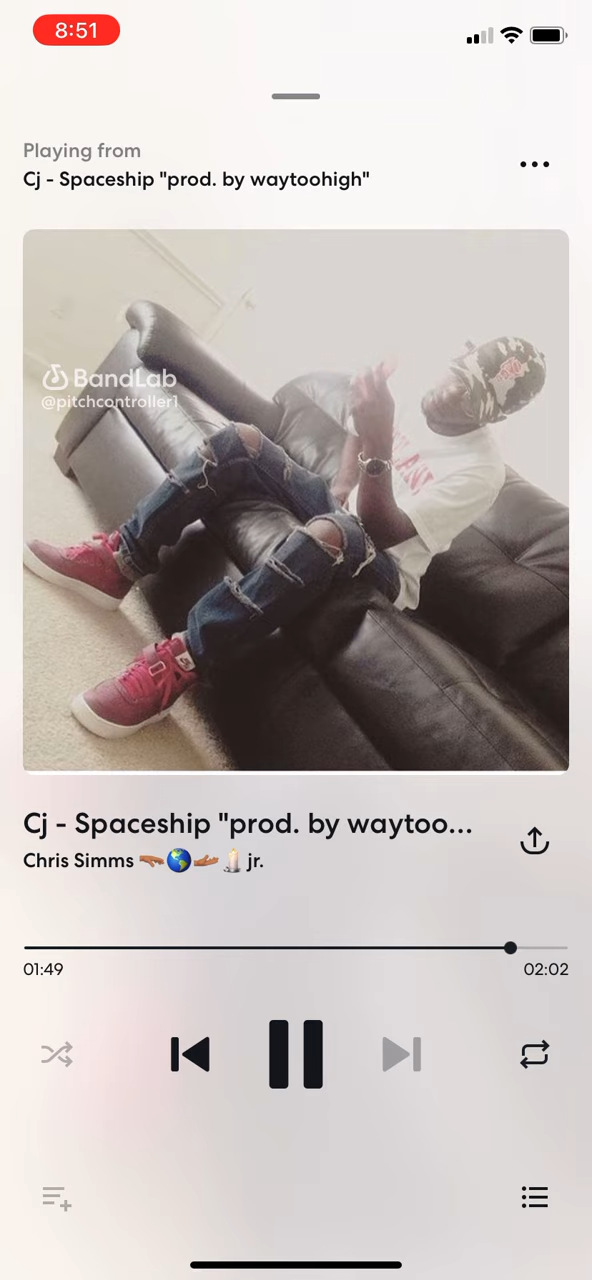 8:51
Playing from
Cj - Spaceship "prod. by waytoohigh"
BandLab
@pitchcontroller1
Cj - Spaceship "prod. by waytoo...
Chris Simms 🫱🏾🌎🫴🏾🕯️ jr.
01:49
02:02